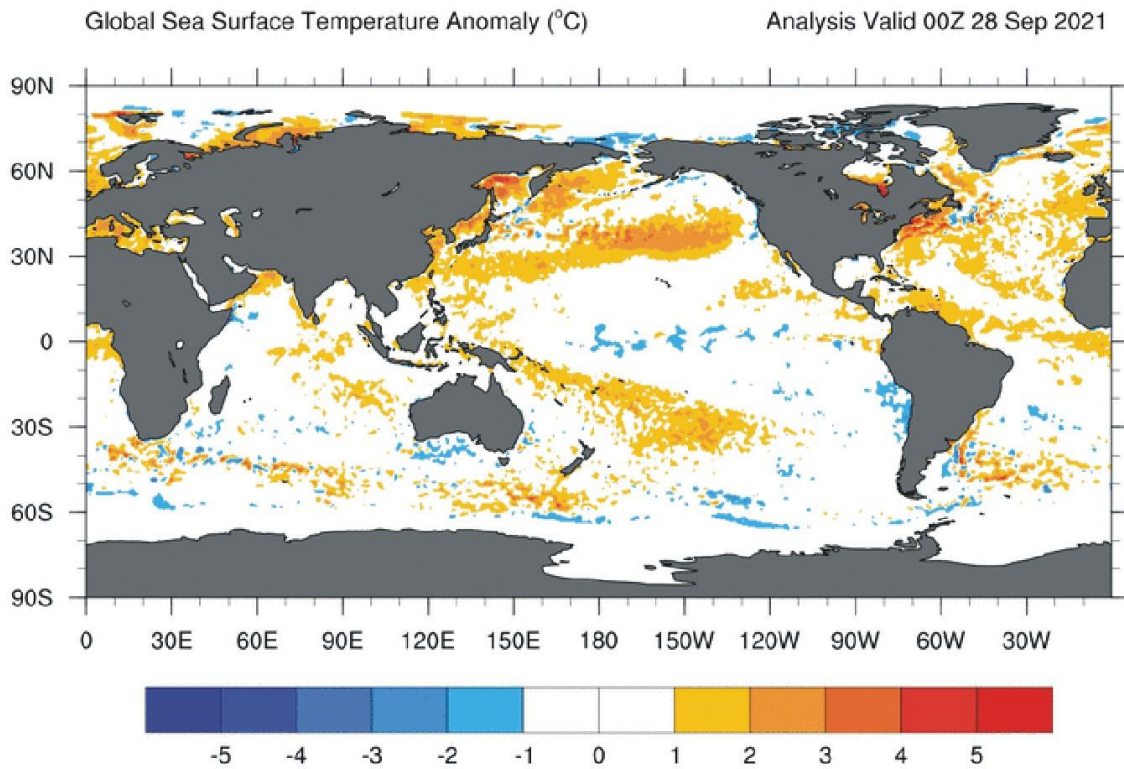 Global Sea Surface Temperature Anomaly (°C) Analysis Valid 00Z 28 Sep 2021
90N
60N
30N
0
30S
60S
90S
0 30E 60E 90E 120E 150E 180 150W 120W 90W 60W 30W
-5 -4 -3 -2 -1 0 1 2 3 4 5